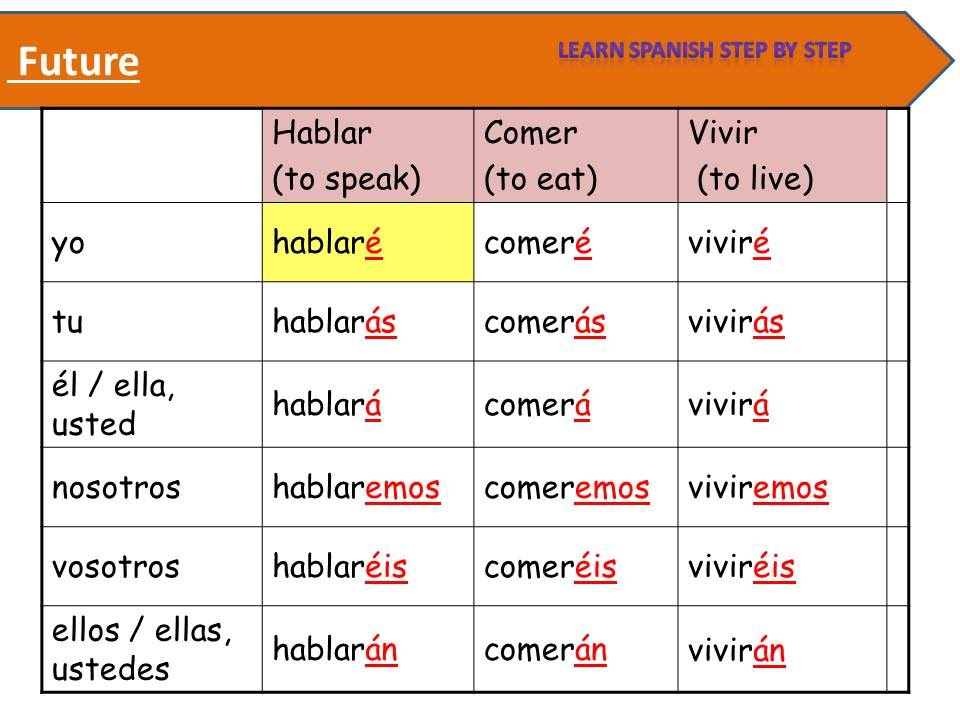 Future
LEARN SPANISH STEP BY STEP
Hablar Comer Vivir
(to speak) (to eat) (to live)
yo hablaré comeré viviré
tu hablarás comerás vivirás
él / ella,
usted hablará comerá vivirá
nosotros hablaremos comeremos viviremos
vosotros hablaréis comeréis viviréis
ellos / ellas,
ustedes hablarán comerán vivirán